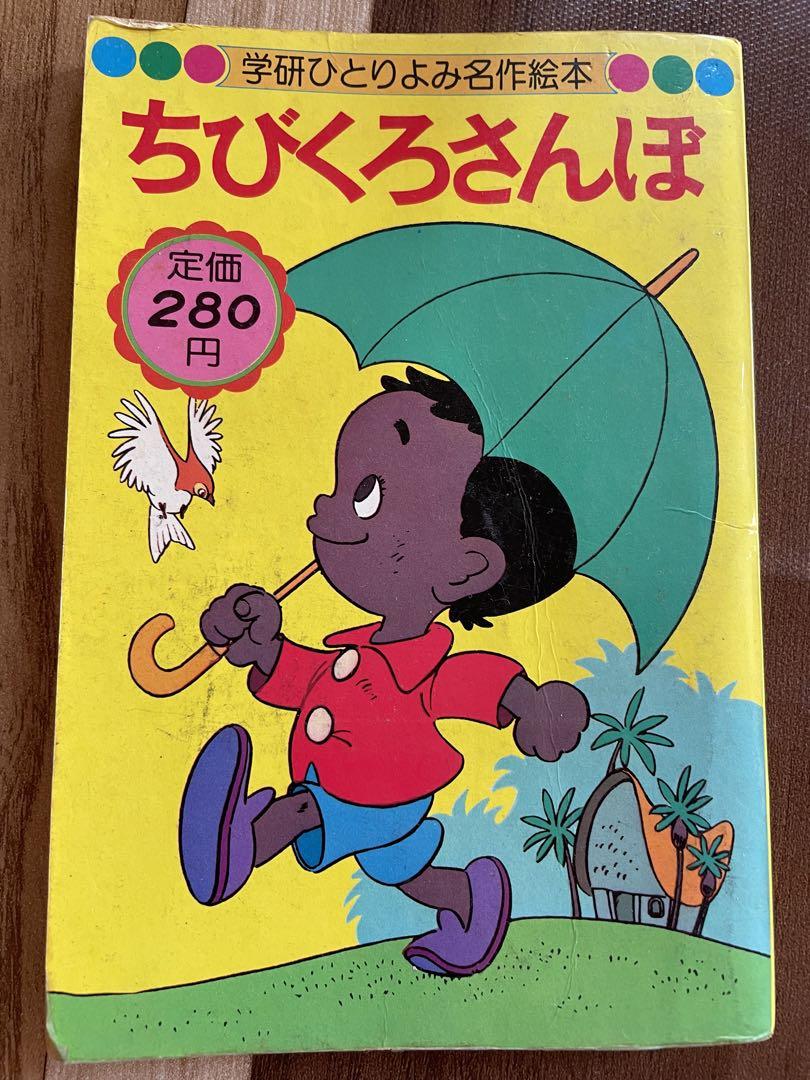 学研ひとりよみ名作絵本
ちびくろさんぼ
定価
280
円